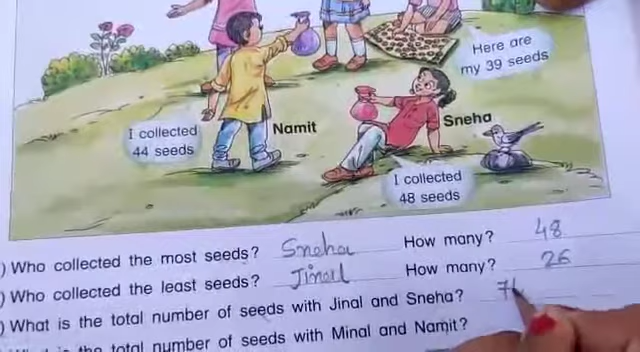 Here are
my 39 seeds
I collected
44 seeds
Namit
Sneha
I collected
48 seeds
) Who collected the most seeds? Sneha How many? 48
) Who collected the least seeds? Jinal How many? 26
) What is the total number of seeds with Jinal and Sneha? 7
the total number of seeds with Minal and Namit?